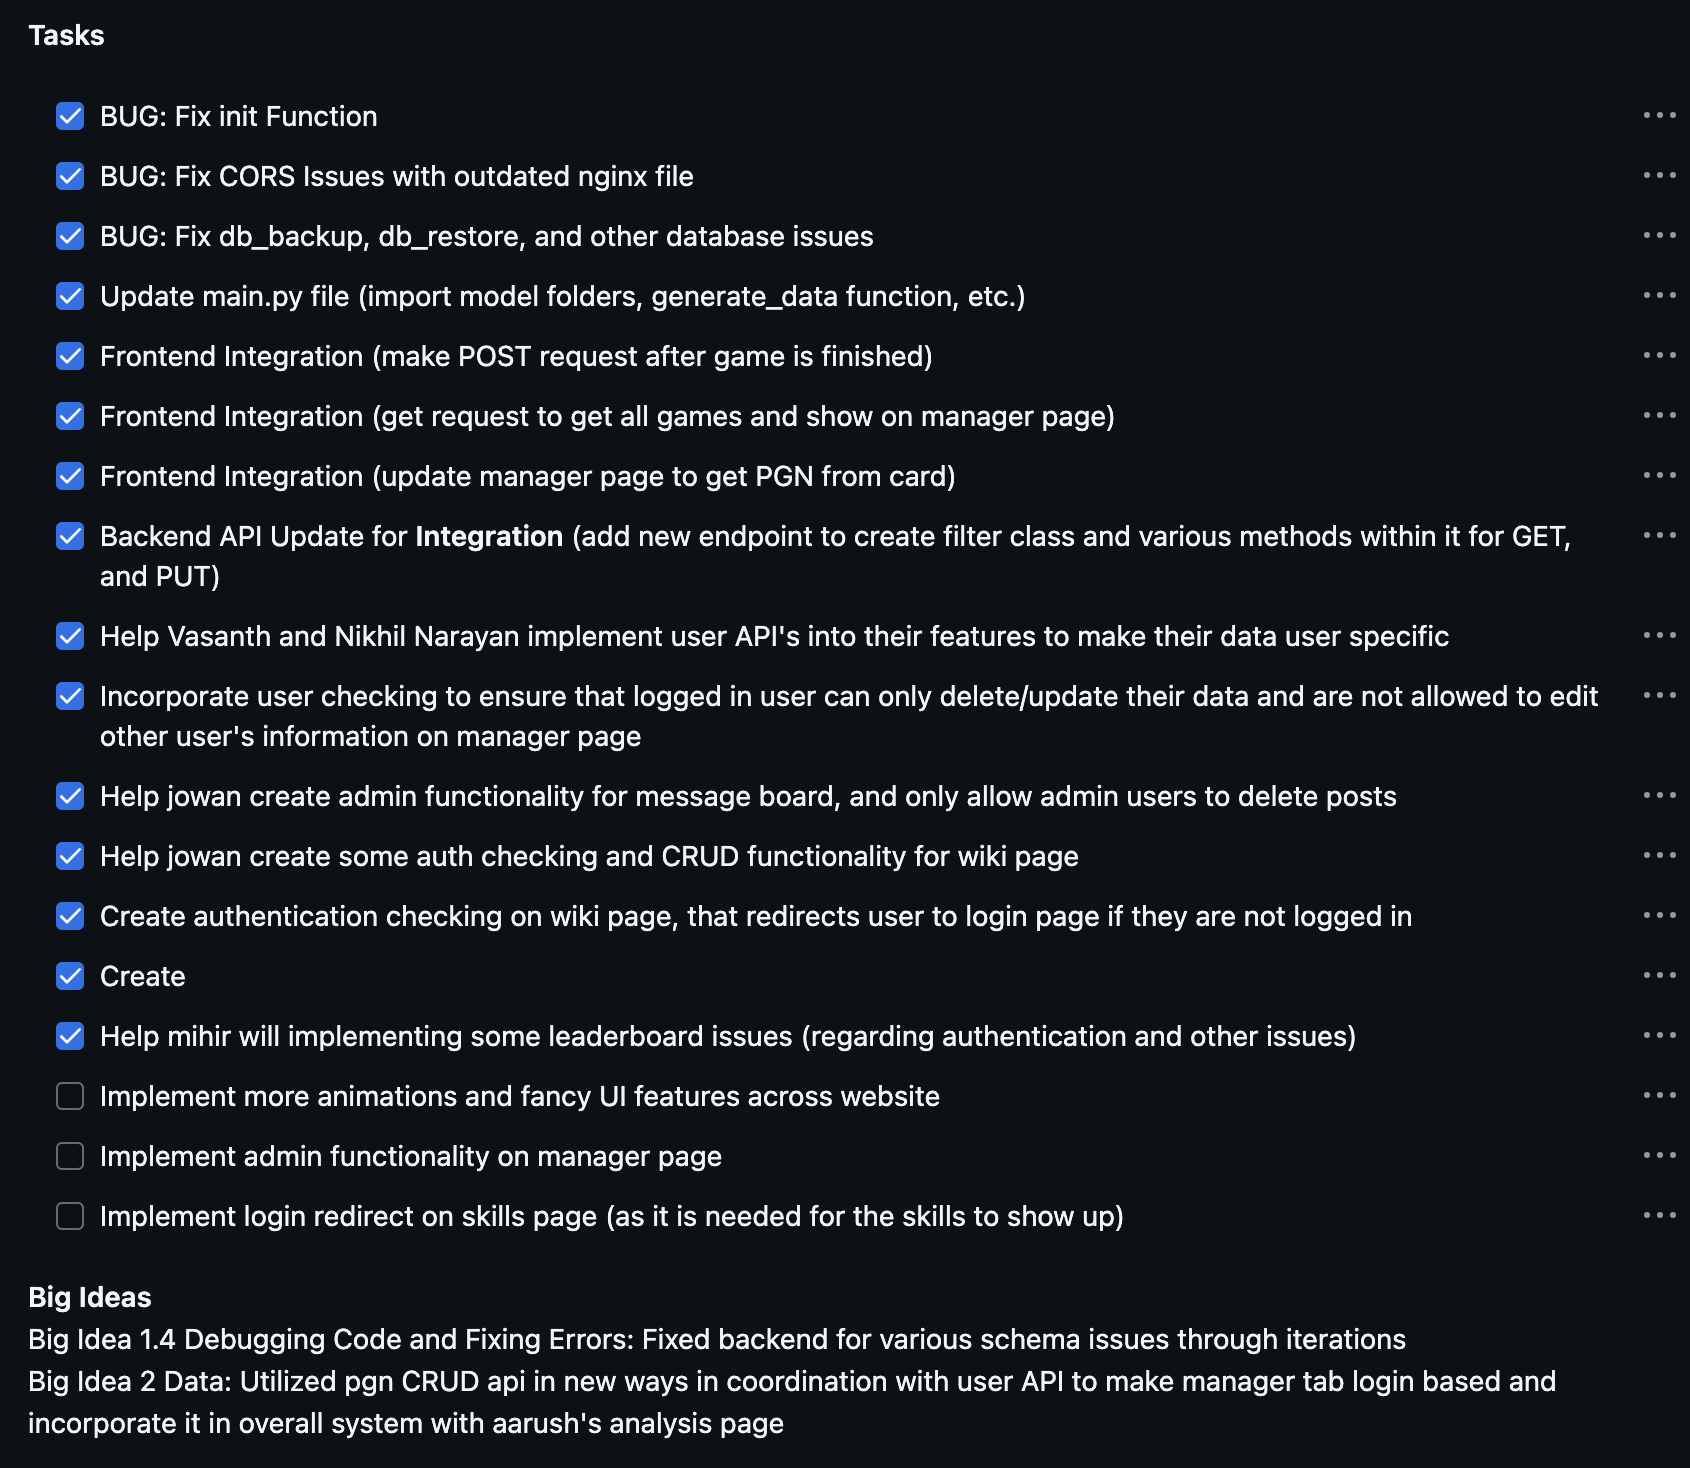 Tasks
BUG: Fix init Function
BUG: Fix CORS Issues with outdated nginx file
BUG: Fix db_backup, db_restore, and other database issues
Update main.py file (import model folders, generate_data function, etc.)
Frontend Integration (make POST request after game is finished)
Frontend Integration (get request to get all games and show on manager page)
Frontend Integration (update manager page to get PGN from card)
Backend API Update for Integration (add new endpoint to create filter class and various methods within it for GET,
and PUT)
Help Vasanth and Nikhil Narayan implement user API's into their features to make their data user specific
Incorporate user checking to ensure that logged in user can only delete/update their data and are not allowed to edit
other user's information on manager page
Help jowan create admin functionality for message board, and only allow admin users to delete posts
Help jowan create some auth checking and CRUD functionality for wiki page
Create authentication checking on wiki page, that redirects user to login page if they are not logged in
Create
Help mihir will implementing some leaderboard issues (regarding authentication and other issues)
Implement more animations and fancy UI features across website
Implement admin functionality on manager page
Implement login redirect on skills page (as it is needed for the skills to show up)
Big Ideas
Big Idea 1.4 Debugging Code and Fixing Errors: Fixed backend for various schema issues through iterations
Big Idea 2 Data: Utilized pgn CRUD api in new ways in coordination with user API to make manager tab login based and
incorporate it in overall system with aarush's analysis page